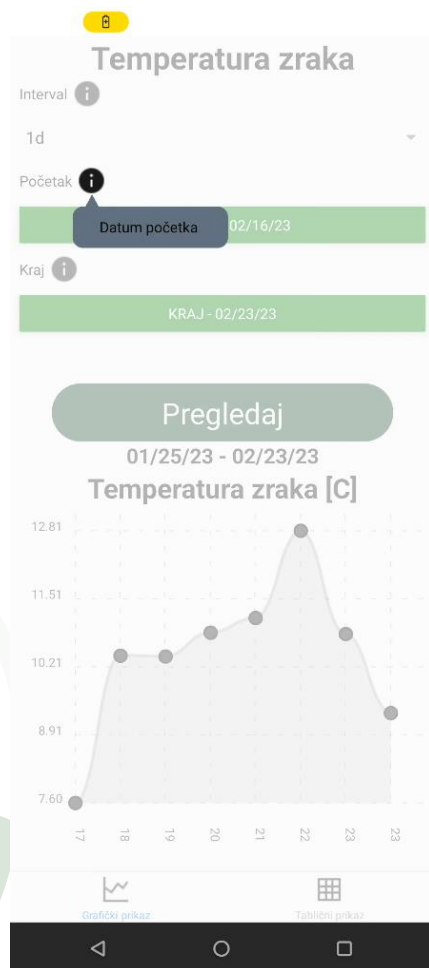 Temperatura zraka
Interval
1d
Početak
Datum početka
02/16/23
Kraj
KRAJ - 02/23/23
Pregledaj
01/25/23 - 02/23/23
Temperatura zraka [C]
12.81
11.51
10.21
8.91
7.60
17 18 19 20 21 22 23 23
Grafički prikaz
Tablični prikaz